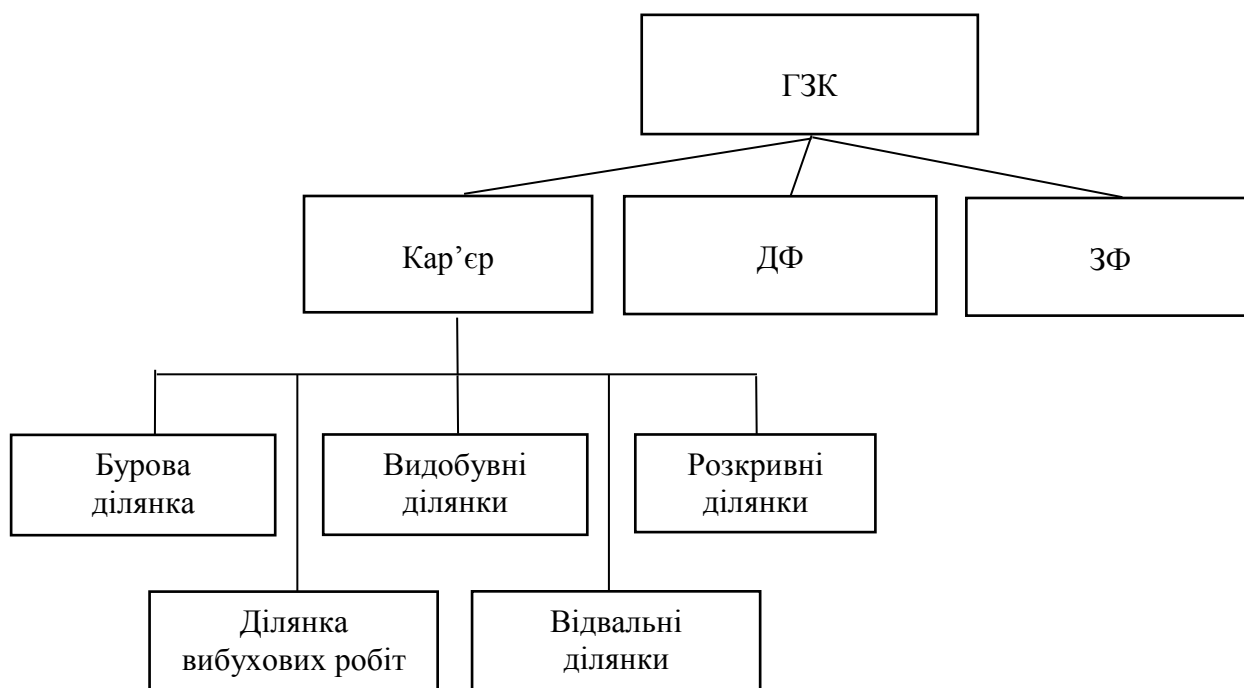 ГЗК
Кар’єр
ДФ
ЗФ
Бурова
ділянка
Видобувні
ділянки
Розкривні
ділянки
Ділянка
вибухових робіт
Відвальні
ділянки